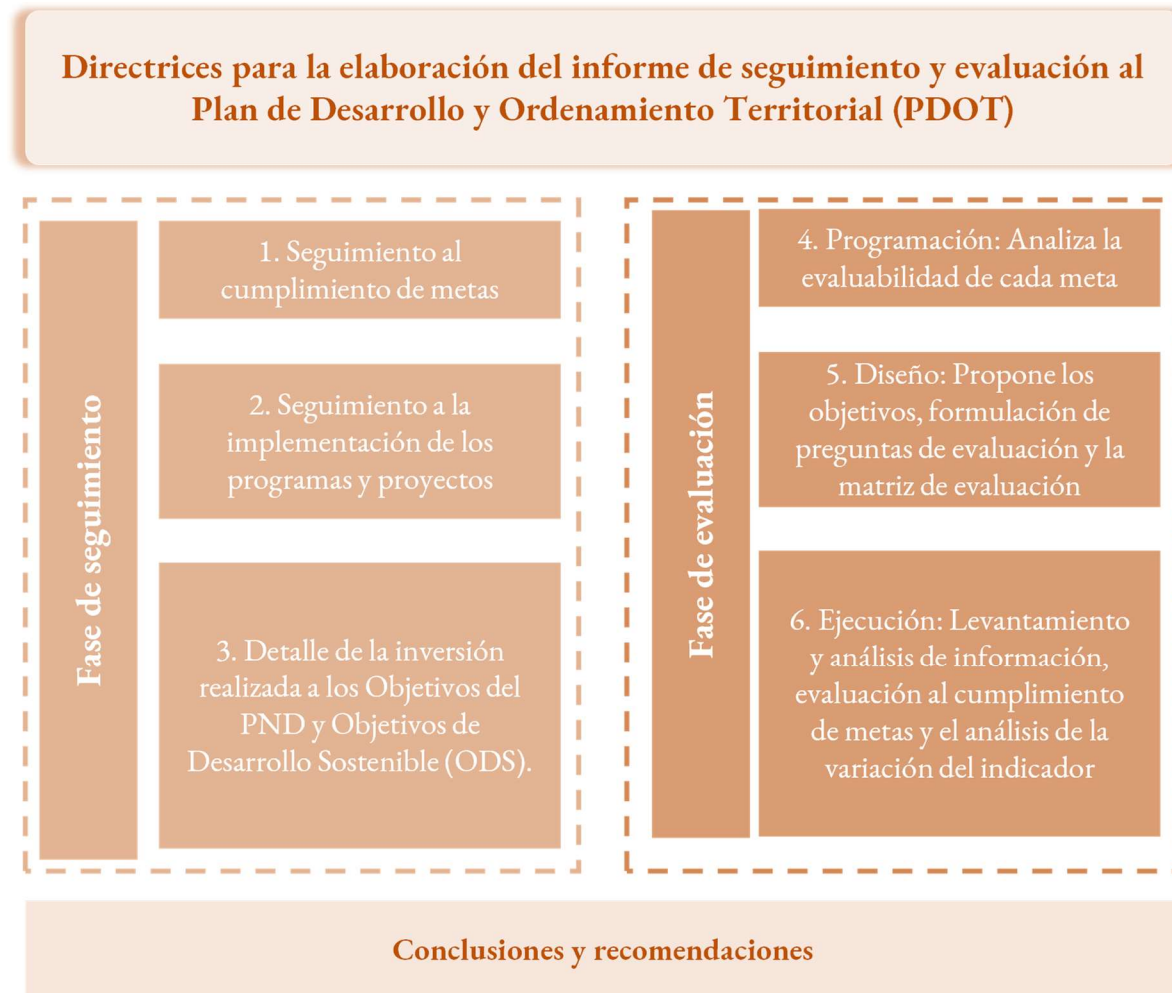 Directrices para la elaboración del informe de seguimiento y evaluación al
Plan de Desarrollo y Ordenamiento Territorial (PDOT)
Fase de seguimiento
1. Seguimiento al
cumplimiento de metas
2. Seguimiento a la
implementación de los
programas y proyectos
3. Detalle de la inversión
realizada a los Objetivos del
PND y Objetivos de
Desarrollo Sostenible (ODS).
Fase de evaluación
4. Programación: Analiza la
evaluabilidad de cada meta
5. Diseño: Propone los
objetivos, formulación de
preguntas de evaluación y la
matriz de evaluación
6. Ejecución: Levantamiento
y análisis de información,
evaluación al cumplimiento
de metas y el análisis de la
variación del indicador
Conclusiones y recomendaciones